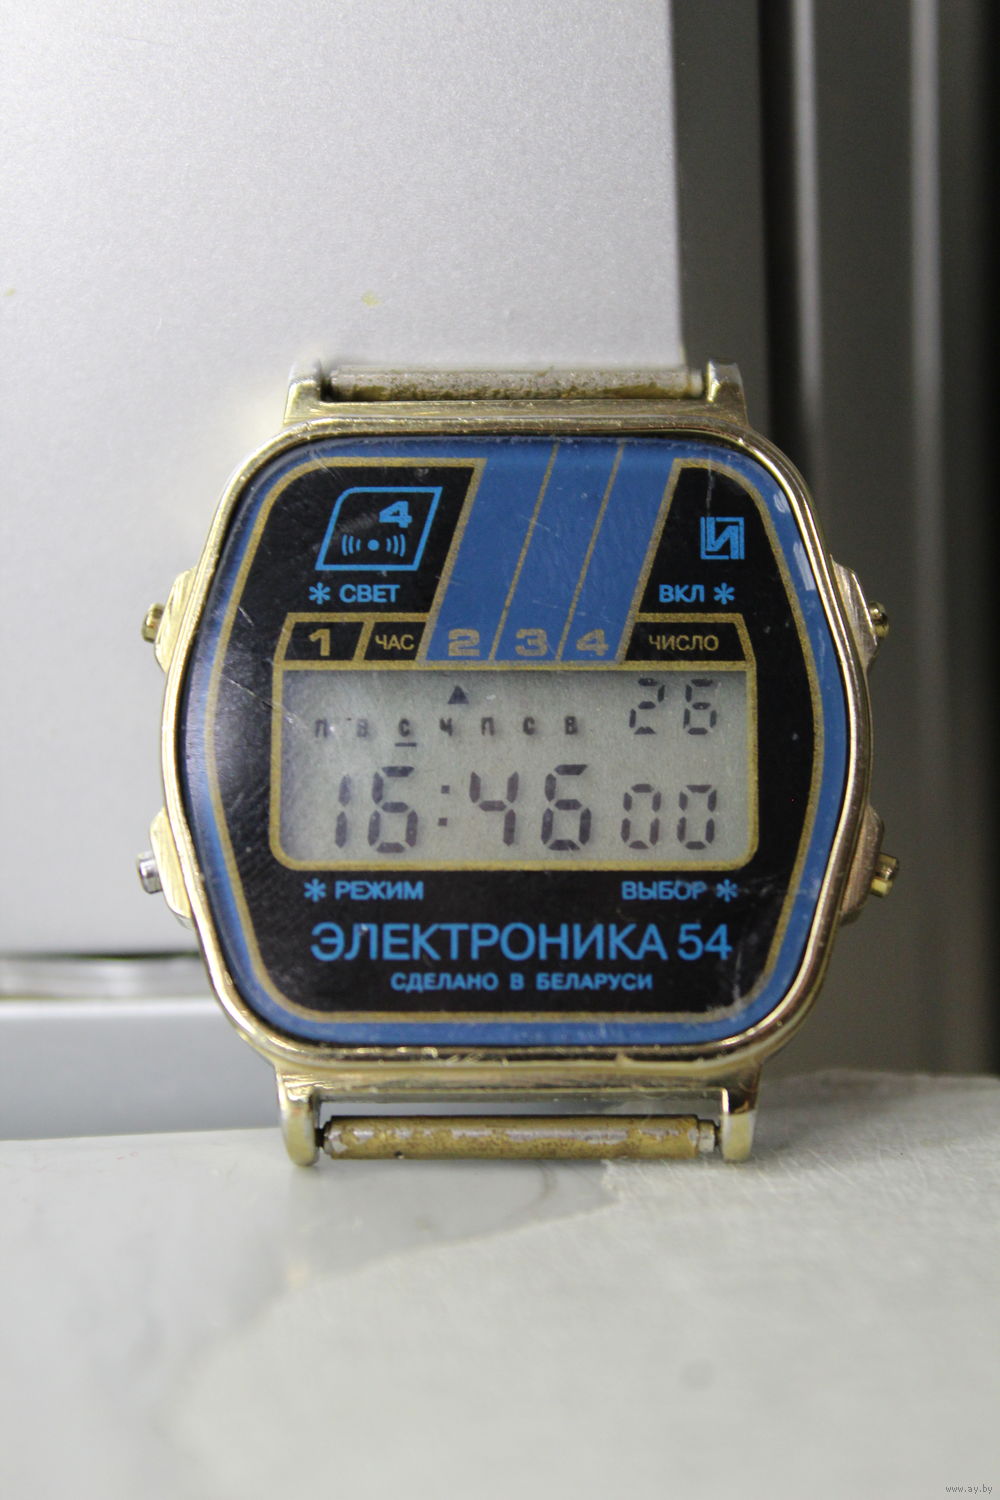 4
И
* СВЕТ
ВКЛ *
1 ЧАС 2 3 4 ЧИСЛО
П В С Ч П С В 26
16:46 00
* РЕЖИМ
ВЫБОР *
ЭЛЕКТРОНИКА 54
СДЕЛАНО В БЕЛАРУСИ
www.ay.by